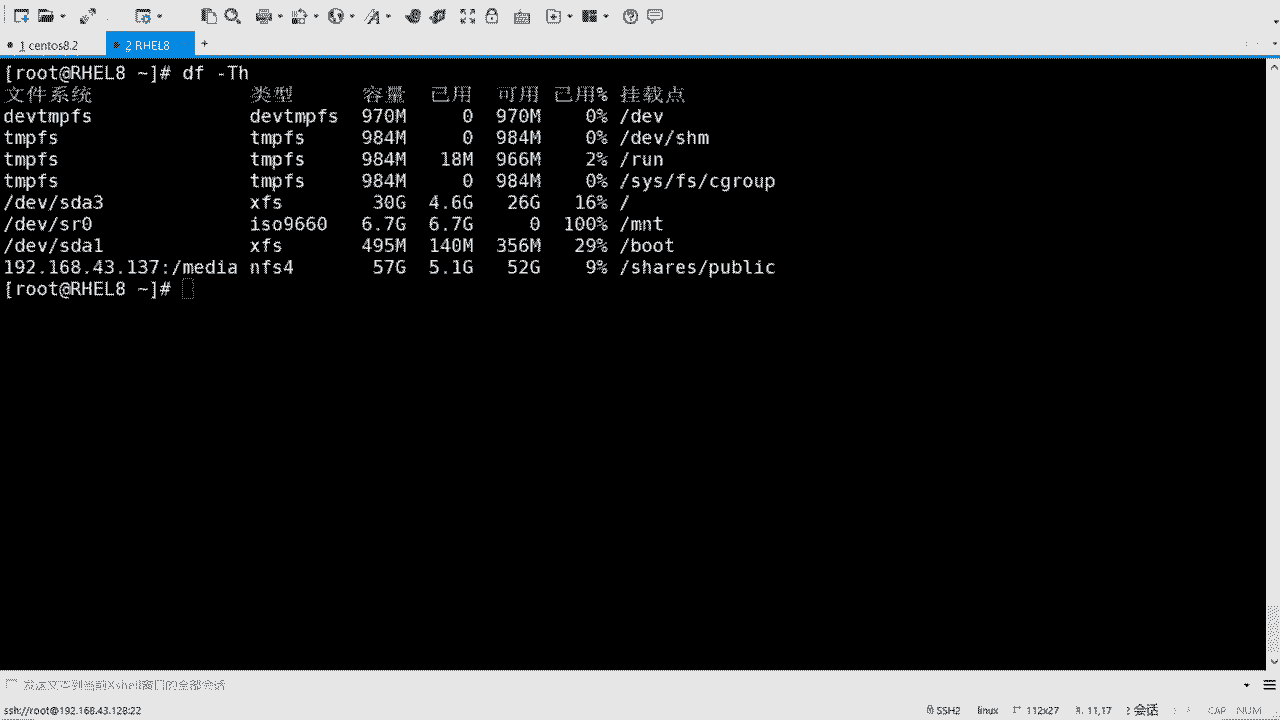 1 centos8.2 2 RHEL8 +
[root@RHEL8 ~]# df -Th
文件系统 类型 容量 已用 可用 已用% 挂载点
devtmpfs devtmpfs 970M 0 970M 0% /dev
tmpfs tmpfs 984M 0 984M 0% /dev/shm
tmpfs tmpfs 984M 18M 966M 2% /run
tmpfs tmpfs 984M 0 984M 0% /sys/fs/cgroup
/dev/sda3 xfs 30G 4.6G 26G 16% /
/dev/sr0 iso9660 6.7G 6.7G 0 100% /mnt
/dev/sda1 xfs 495M 140M 356M 29% /boot
192.168.43.137:/media nfs4 57G 5.1G 52G 9% /shares/public
[root@RHEL8 ~]#
发送文本到当前Xshell窗口的全部会话
ssh://root@192.168.43.128:22 SSH2 linux 112x27 11,17 2 会话 CAP NUM